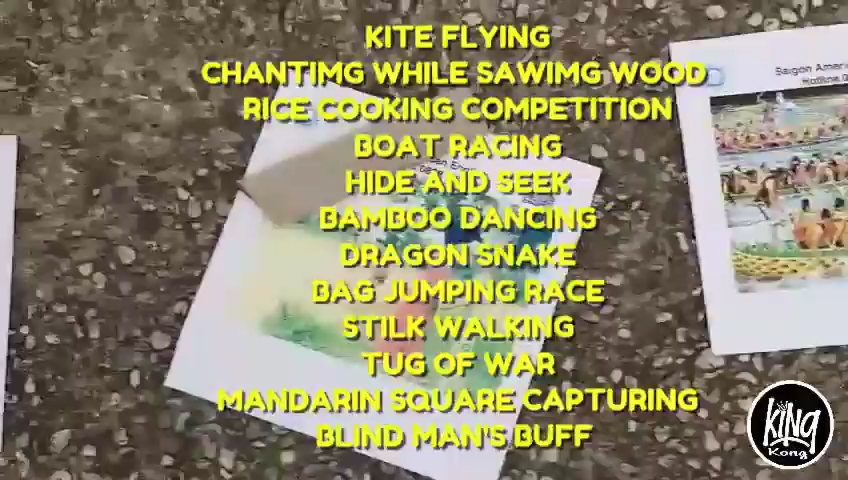 KITE FLYING
CHANTIMG WHILE SAWIMG WOOD
RICE COOKING COMPETITION
BOAT RACING
HIDE AND SEEK
BAMBOO DANCING
DRAGON SNAKE
BAG JUMPING RACE
STILK WALKING
TUG OF WAR
MANDARIN SQUARE CAPTURING
BLIND MAN'S BUFF
Saigon
KiNG
Kong